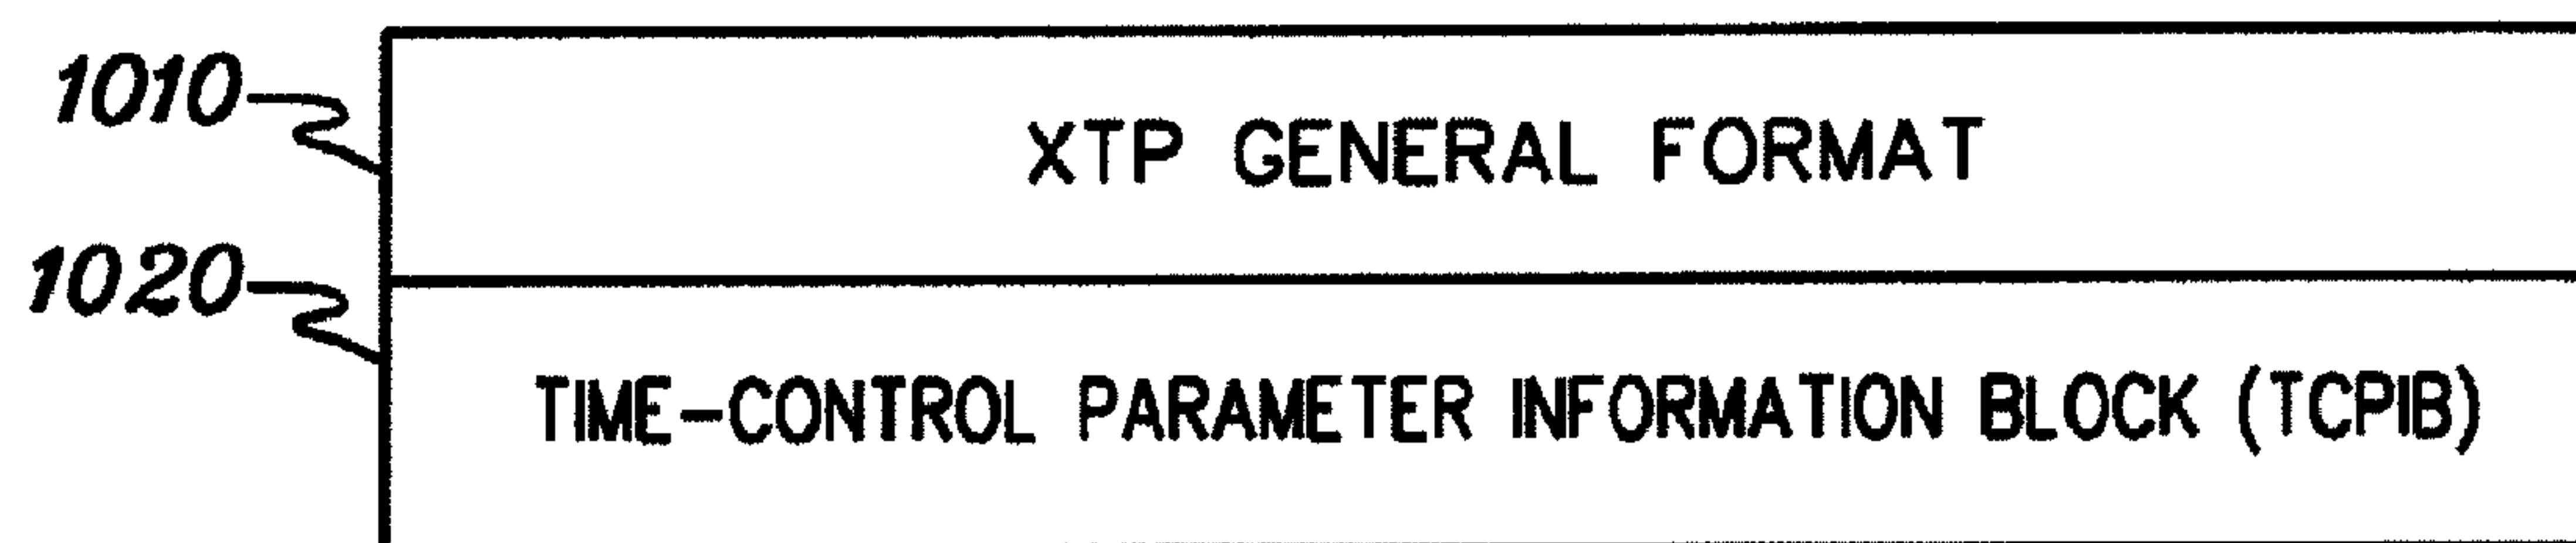 1010
XTP GENERAL FORMAT
1020
TIME-CONTROL PARAMETER INFORMATION BLOCK (TCPIB)